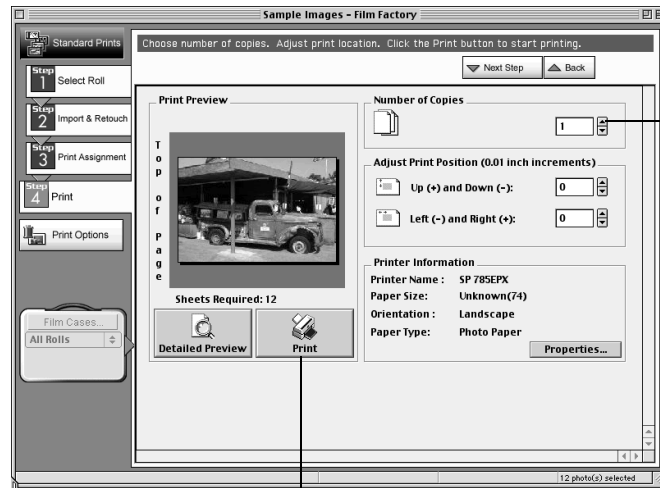 Sample Images - Film Factory
Standard Prints
Choose number of copies. Adjust print location. Click the Print button to start printing.
Next Step
Back
Step
1
Select Roll
Step
2
Import & Retouch
Step
3
Print Assignment
Step
4
Print
Print Options
Film Cases...
All Rolls
Print Preview
Top of Page
Sheets Required: 12
Detailed Preview
Print
Number of Copies
1
Adjust Print Position (0.01 inch increments)
Up (+) and Down (-):
0
Left (-) and Right (+):
0
Printer Information
Printer Name : SP 785EPX
Paper Size: Unknown(74)
Orientation : Landscape
Paper Type: Photo Paper
Properties...
12 photo(s) selected